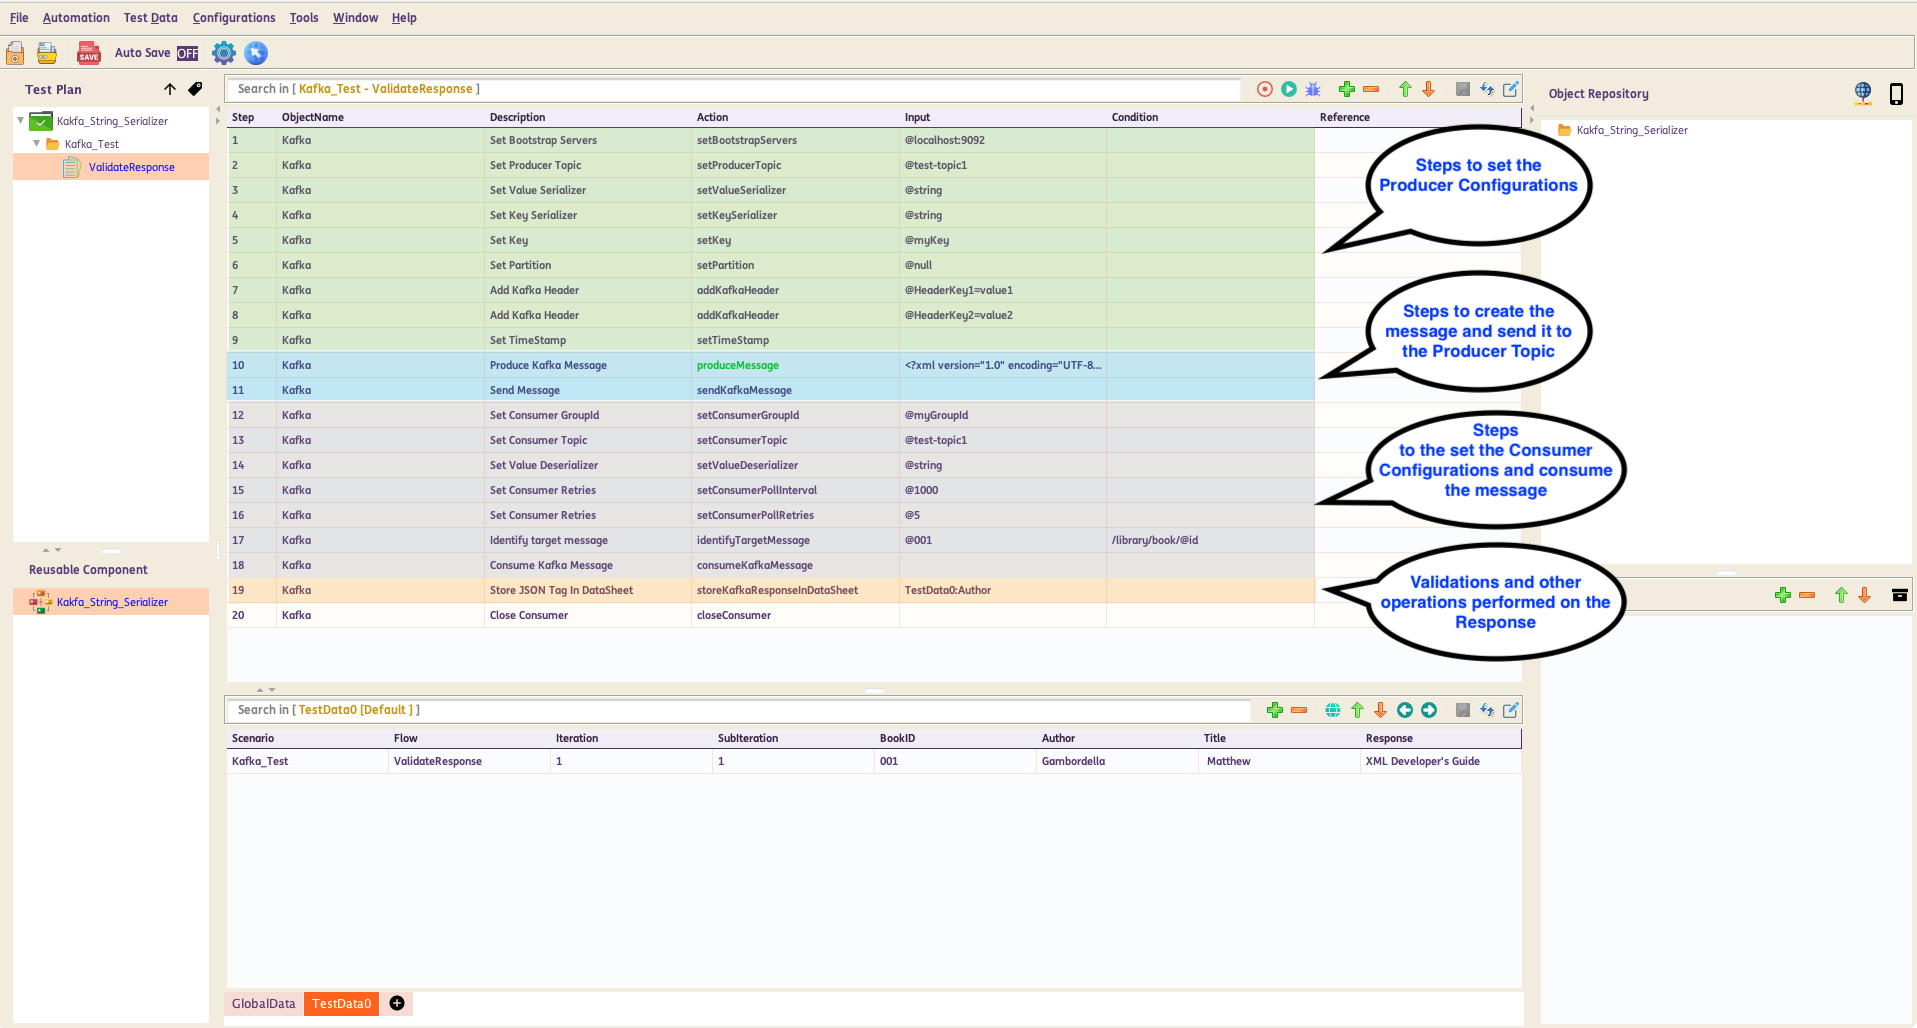 File Automation Test Data Configurations Tools Window Help
SAVE Auto Save OFF
Test Plan
Kakfa_String_Serializer
Kafka_Test
ValidateResponse
Reusable Component
Kakfa_String_Serializer
Search in [ Kafka_Test - ValidateResponse ]
Step ObjectName Description Action Input Condition Reference
1 Kafka Set Bootstrap Servers setBootstrapServers @localhost:9092
2 Kafka Set Producer Topic setProducerTopic @test-topic1
3 Kafka Set Value Serializer setValueSerializer @string
4 Kafka Set Key Serializer setKeySerializer @string
5 Kafka Set Key setKey @myKey
6 Kafka Set Partition setPartition @null
7 Kafka Add Kafka Header addKafkaHeader @HeaderKey1=value1
8 Kafka Add Kafka Header addKafkaHeader @HeaderKey2=value2
9 Kafka Set TimeStamp setTimeStamp
10 Kafka Produce Kafka Message produceMessage <?xml version="1.0" encoding="UTF-8...
11 Kafka Send Message sendKafkaMessage
12 Kafka Set Consumer GroupId setConsumerGroupId @myGroupId
13 Kafka Set Consumer Topic setConsumerTopic @test-topic1
14 Kafka Set Value Deserializer setValueDeserializer @string
15 Kafka Set Consumer Retries setConsumerPollInterval @1000
16 Kafka Set Consumer Retries setConsumerPollRetries @5
17 Kafka Identify target message identifyTargetMessage @001 /library/book/@id
18 Kafka Consume Kafka Message consumeKafkaMessage
19 Kafka Store JSON Tag In DataSheet storeKafkaResponseInDataSheet TestData0:Author
20 Kafka Close Consumer closeConsumer
Steps to set the
Producer Configurations
Steps to create the
message and send it to
the Producer Topic
Steps
to the set the Consumer
Configurations and consume
the message
Validations and other
operations performed on the
Response
Object Repository
Kakfa_String_Serializer
Search in [ TestData0 [Default ] ]
Scenario Flow Iteration SubIteration BookID Author Title Response
Kafka_Test ValidateResponse 1 1 001 Gambordella Matthew XML Developer's Guide
GlobalData TestData0